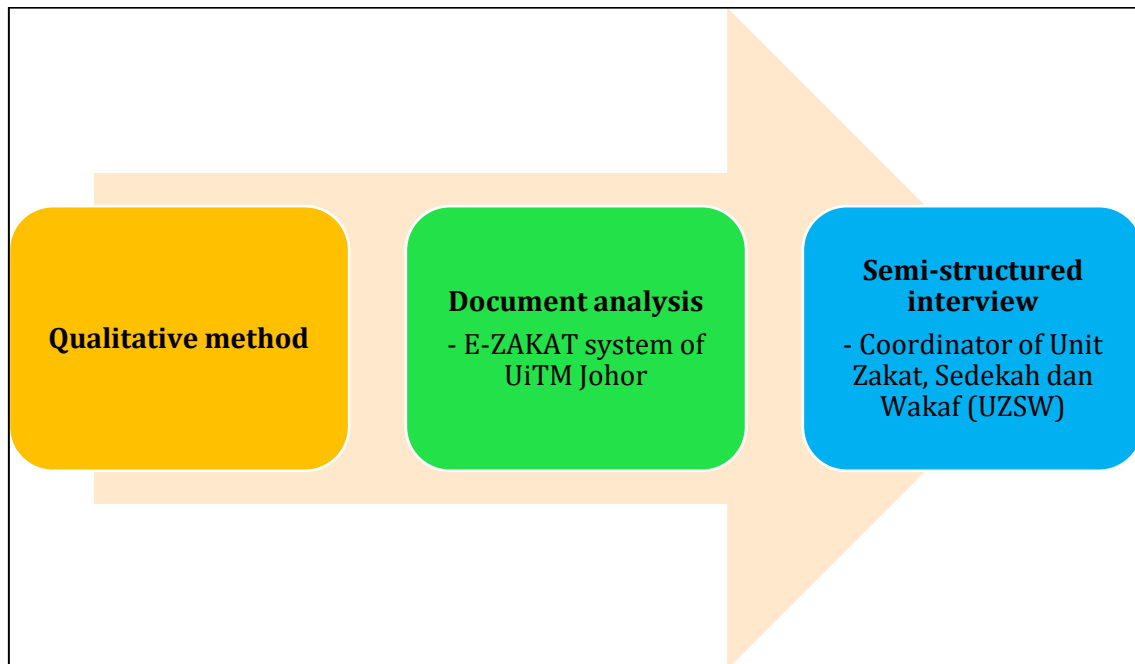 Qualitative method
Document analysis
- E-ZAKAT system of
UiTM Johor
Semi-structured
interview
- Coordinator of Unit
Zakat, Sedekah dan
Wakaf (UZSW)